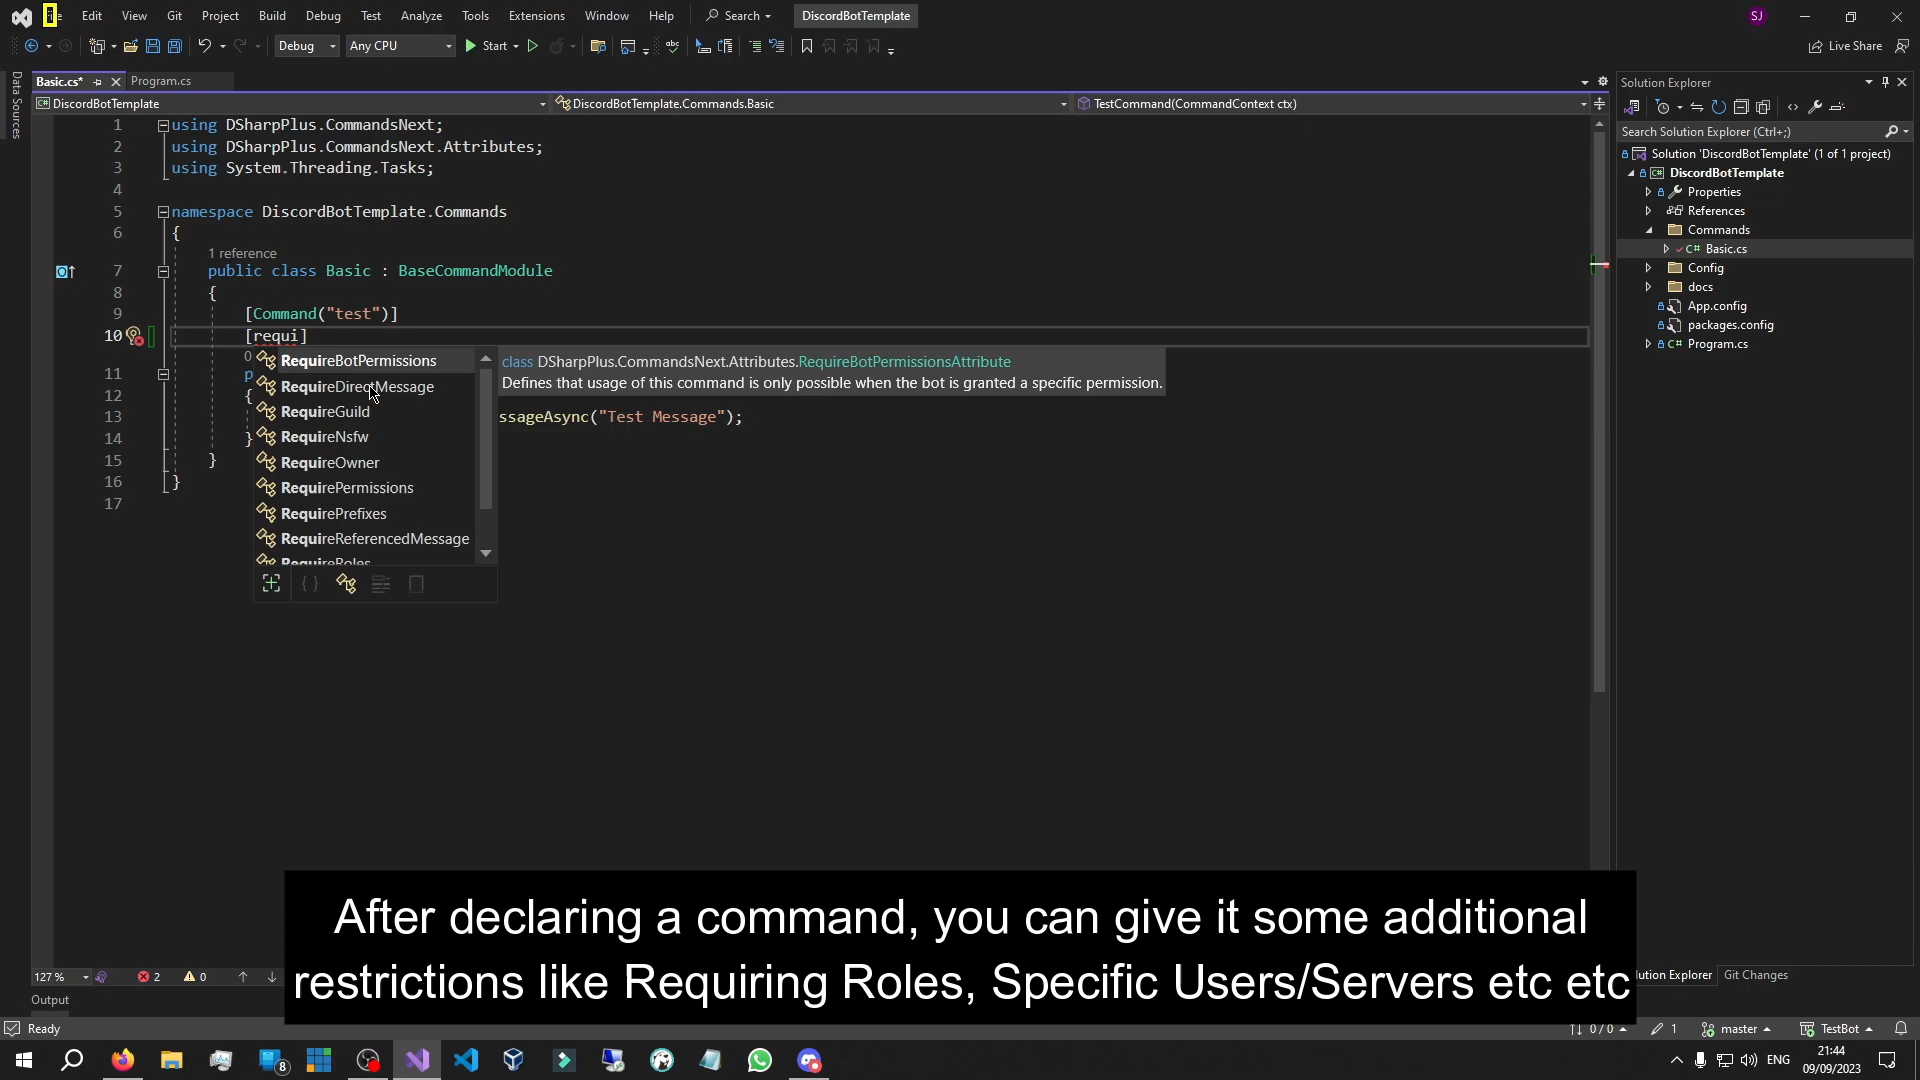 Edit View Git Project Build Debug Test Analyze Tools Extensions Window Help Search DiscordBotTemplate SJ
Debug Any CPU Start Live Share
Data Sources
Basic.cs* Program.cs
DiscordBotTemplate DiscordBotTemplate.Commands.Basic TestCommand(CommandContext ctx)
1 using DSharpPlus.CommandsNext;
2 using DSharpPlus.CommandsNext.Attributes;
3 using System.Threading.Tasks;
4
5 namespace DiscordBotTemplate.Commands
6 {
1 reference
7 public class Basic : BaseCommandModule
8 {
9 [Command("test")]
10 [requi]
0
11 p
12 {
13 ssageAsync("Test Message");
14 }
15 }
16 }
17
RequireBotPermissions
RequireDirectMessage
RequireGuild
RequireNsfw
RequireOwner
RequirePermissions
RequirePrefixes
RequireReferencedMessage
RequireRoles
class DSharpPlus.CommandsNext.Attributes.RequireBotPermissionsAttribute
Defines that usage of this command is only possible when the bot is granted a specific permission.
Solution Explorer
Search Solution Explorer (Ctrl+;)
Solution 'DiscordBotTemplate' (1 of 1 project)
DiscordBotTemplate
Properties
References
Commands
C# Basic.cs
Config
docs
App.config
packages.config
C# Program.cs
After declaring a command, you can give it some additional
restrictions like Requiring Roles, Specific Users/Servers etc etc
127 % 2 0
lution Explorer Git Changes
Output
Ready 0 / 0 1 master TestBot
8 ENG 21:44
09/09/2023